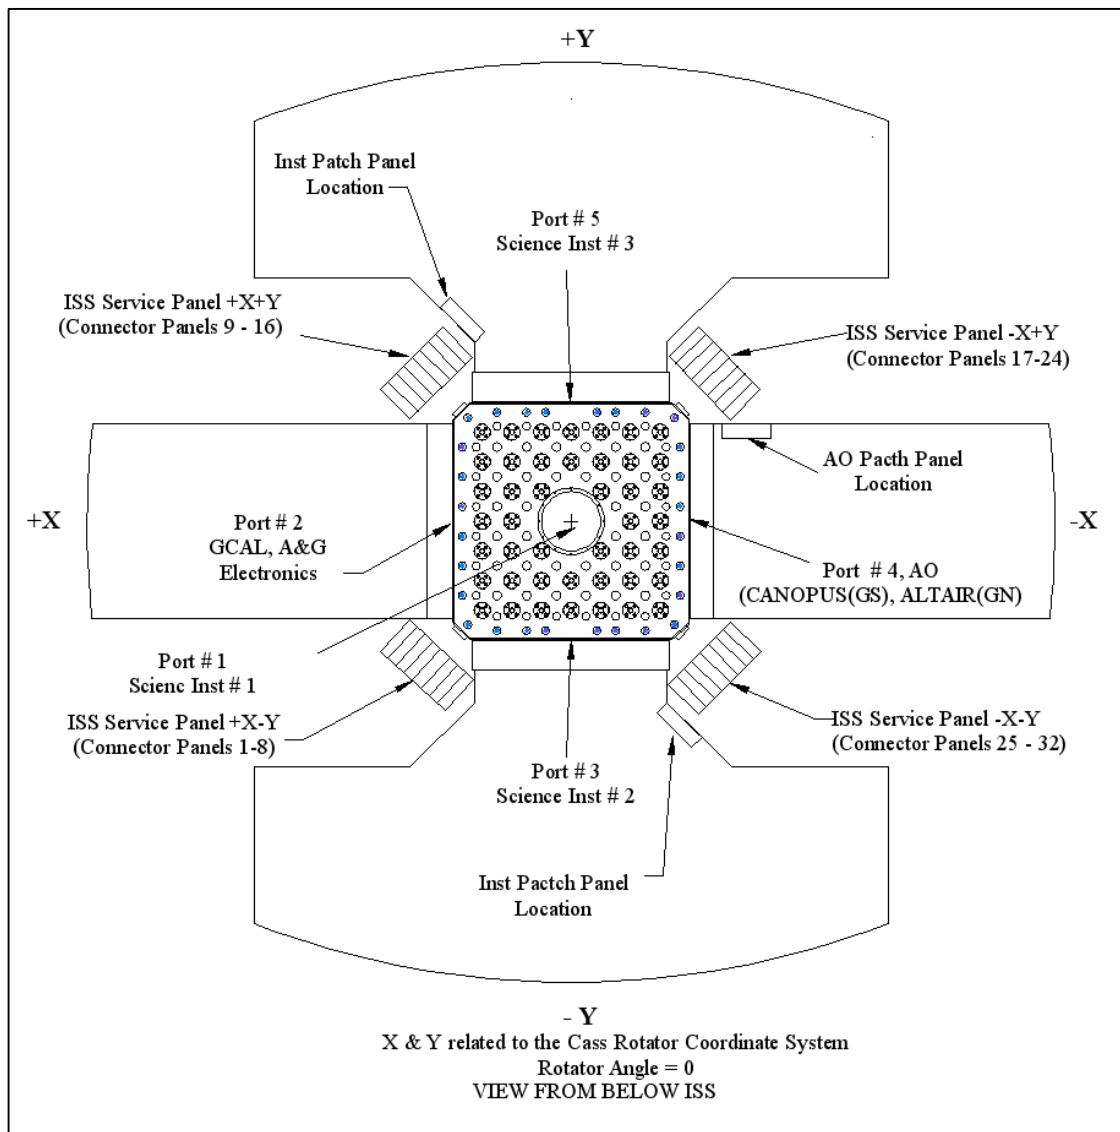 +Y
Inst Patch Panel
Location
Port # 5
Science Inst # 3
ISS Service Panel +X+Y
(Connector Panels 9 - 16)
ISS Service Panel -X+Y
(Connector Panels 17-24)
AO Pacth Panel
Location
+X
-X
Port # 2
GCAL, A&G
Electronics
Port # 4, AO
(CANOPUS(GS), ALTAIR(GN)
Port # 1
Scienc Inst # 1
ISS Service Panel +X-Y
(Connector Panels 1-8)
ISS Service Panel -X-Y
(Connector Panels 25 - 32)
Port # 3
Science Inst # 2
Inst Pactch Panel
Location
- Y
X & Y related to the Cass Rotator Coordinate System
Rotator Angle = 0
VIEW FROM BELOW ISS